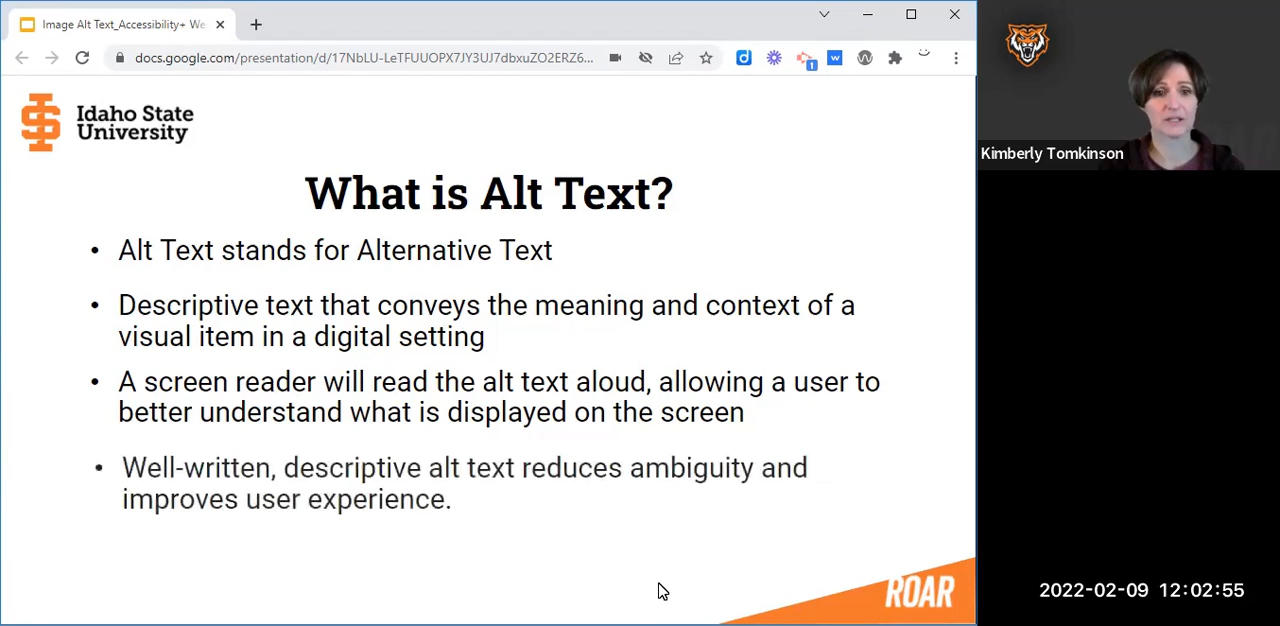 Image Alt Text_Accessibility+ We
docs.google.com/presentation/d/17NbLU-LeTFUUOPX7JY3UJ7dbxuZO2ERZ6...
1
Idaho State
University
What is Alt Text?
• Alt Text stands for Alternative Text
• Descriptive text that conveys the meaning and context of a
visual item in a digital setting
• A screen reader will read the alt text aloud, allowing a user to
better understand what is displayed on the screen
• Well-written, descriptive alt text reduces ambiguity and
improves user experience.
ROAR
Kimberly Tomkinson
2022-02-09 12:02:55